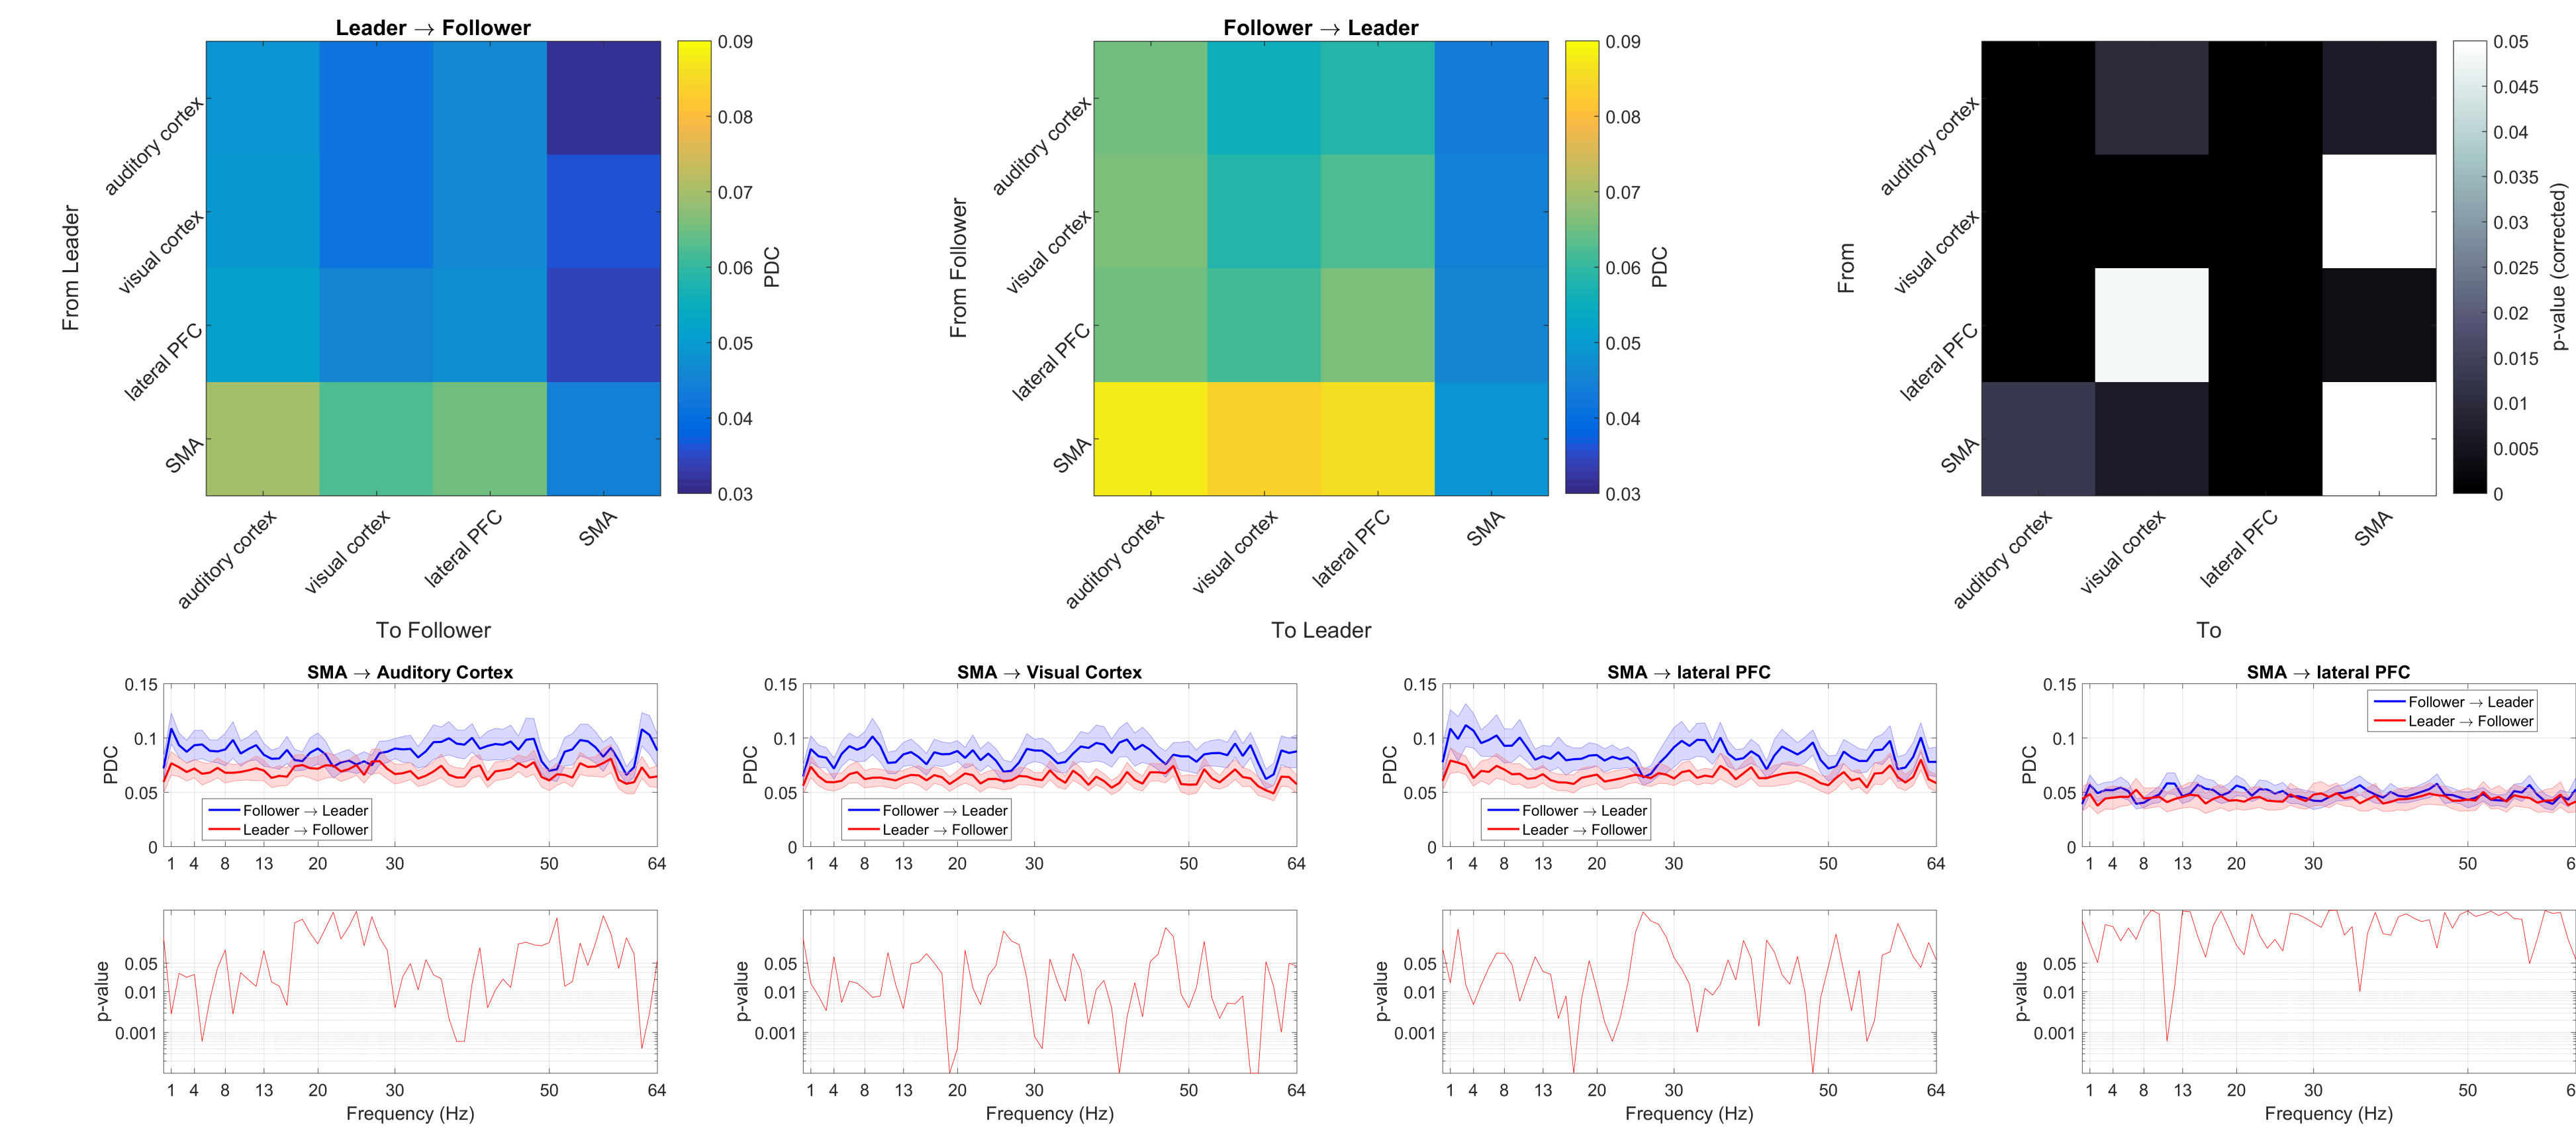 Leader → Follower
0.09
0.08
0.07
0.06
0.05
0.04
0.03
PDC
From Leader
auditory cortex
visual cortex
lateral PFC
SMA
auditory cortex
visual cortex
lateral PFC
SMA
To Follower
Follower → Leader
0.09
0.08
0.07
0.06
0.05
0.04
0.03
PDC
From Follower
auditory cortex
visual cortex
lateral PFC
SMA
auditory cortex
visual cortex
lateral PFC
SMA
To Leader
0.05
0.045
0.04
0.035
0.03
0.025
0.02
0.015
0.01
0.005
0
p-value (corrected)
From
auditory cortex
visual cortex
lateral PFC
SMA
auditory cortex
visual cortex
lateral PFC
SMA
To
SMA → Auditory Cortex
0.15
0.1
0.05
0
PDC
Follower → Leader
Leader → Follower
1 4 8 13 20 30 50 64
SMA → Visual Cortex
0.15
0.1
0.05
0
PDC
Follower → Leader
Leader → Follower
1 4 8 13 20 30 50 64
SMA → lateral PFC
0.15
0.1
0.05
0
PDC
Follower → Leader
Leader → Follower
1 4 8 13 20 30 50 64
SMA → lateral PFC
0.15
0.1
0.05
0
PDC
Follower → Leader
Leader → Follower
1 4 8 13 20 30 50 6
0.05
0.01
0.001
p-value
1 4 8 13 20 30 50 64
Frequency (Hz)
0.05
0.01
0.001
p-value
1 4 8 13 20 30 50 64
Frequency (Hz)
0.05
0.01
0.001
p-value
1 4 8 13 20 30 50 64
Frequency (Hz)
0.05
0.01
0.001
p-value
1 4 8 13 20 30 50 6
Frequency (Hz)